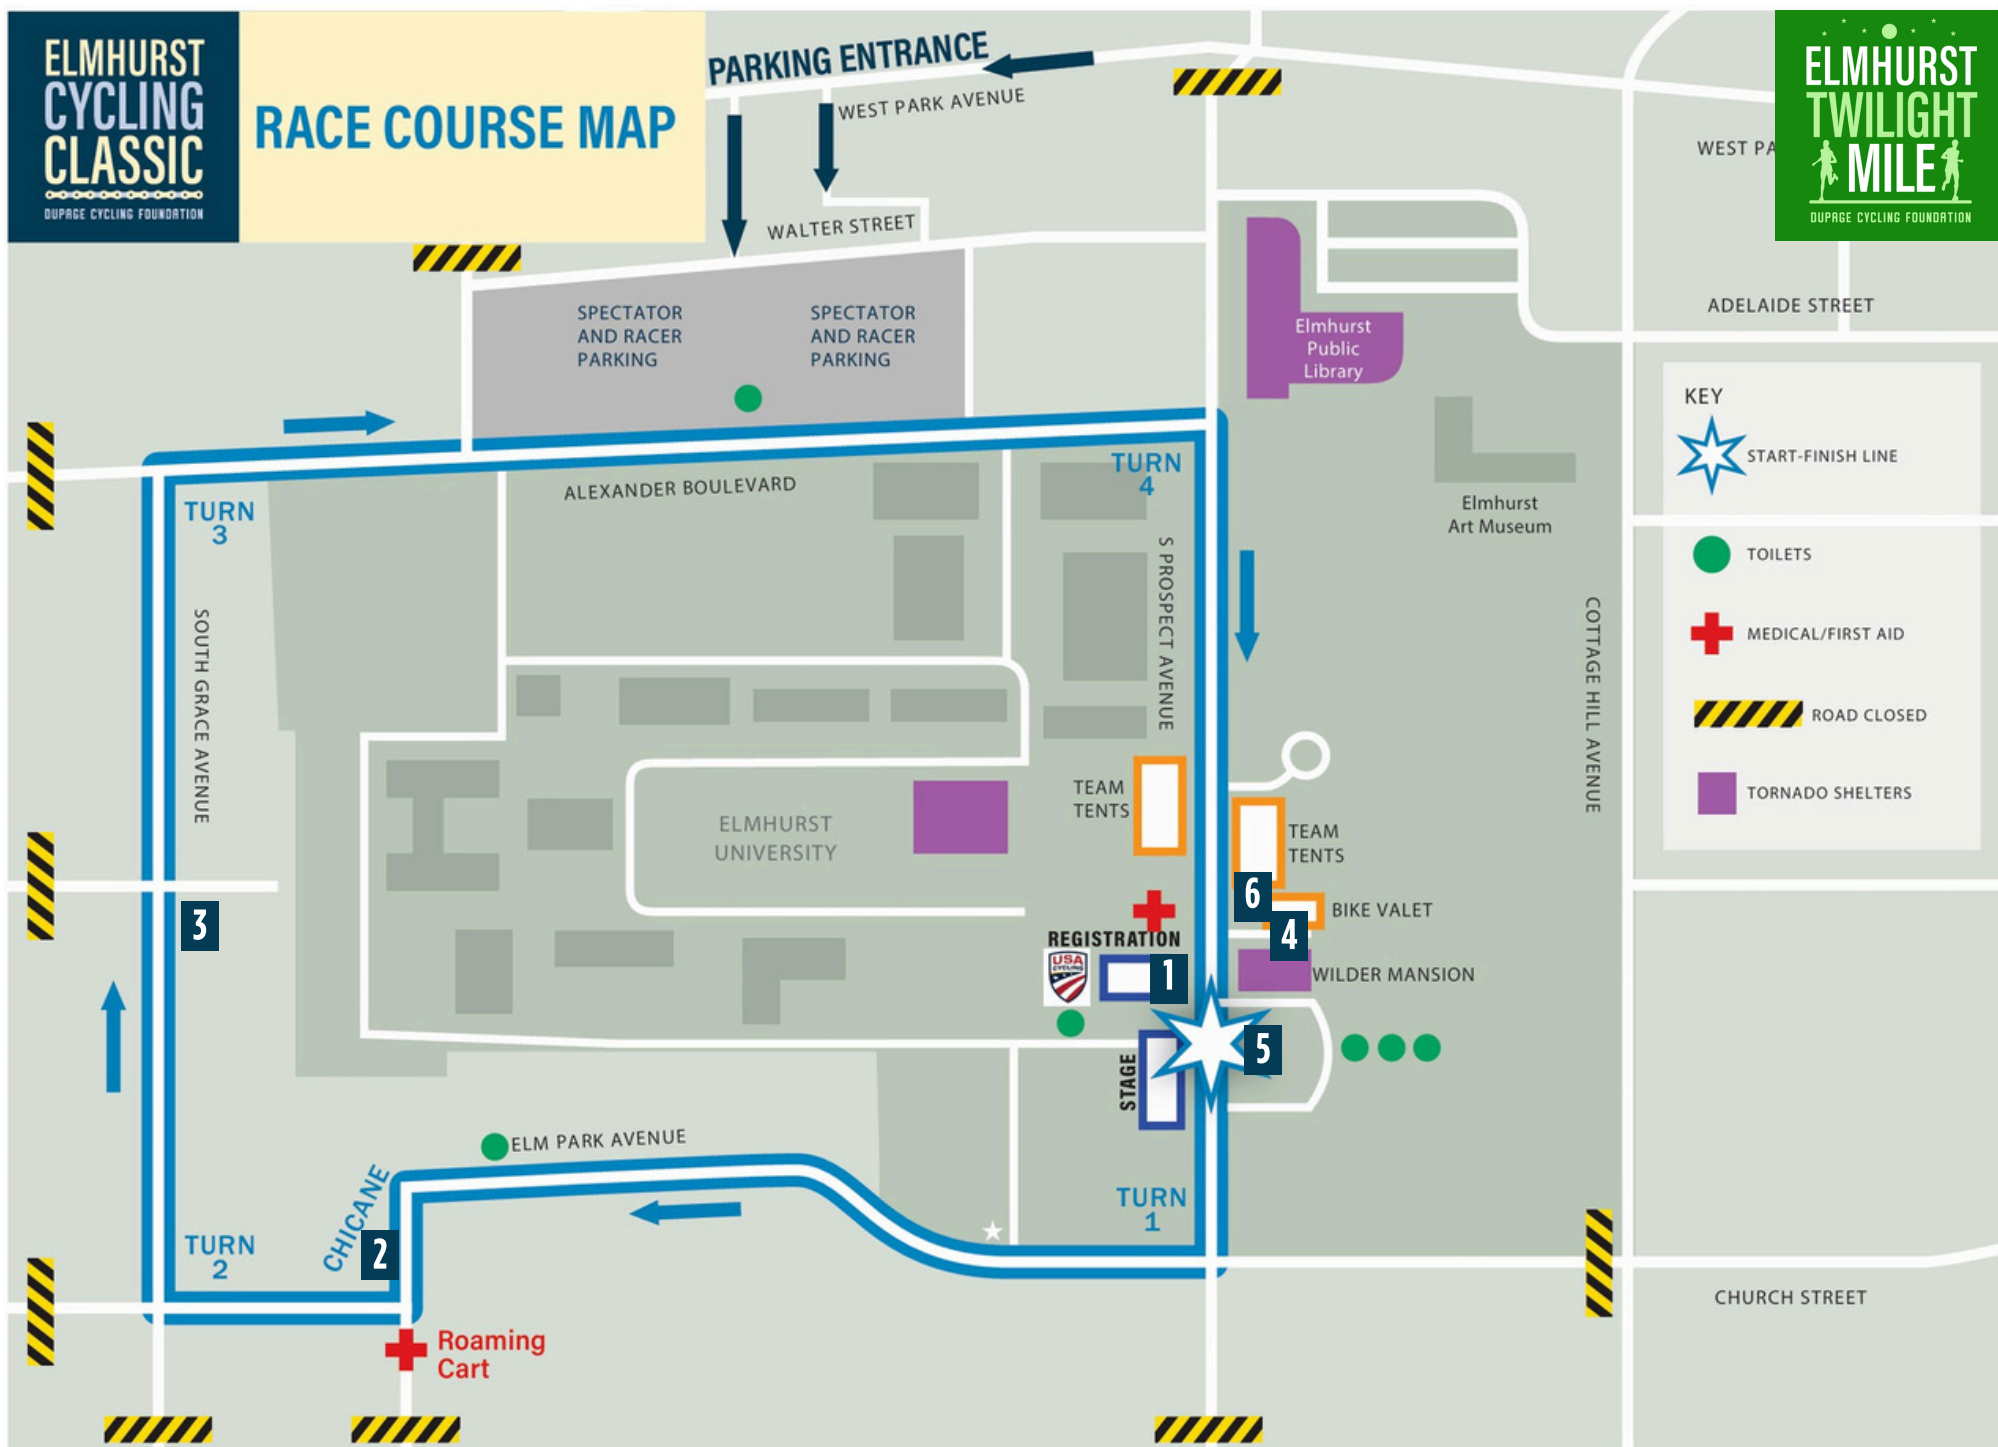 ELMHURST
CYCLING
CLASSIC
DUPAGE CYCLING FOUNDATION
RACE COURSE MAP
PARKING ENTRANCE
WEST PARK AVENUE
WEST PA
ELMHURST
TWILIGHT
MILE
DUPAGE CYCLING FOUNDATION
WALTER STREET
SPECTATOR
AND RACER
PARKING
SPECTATOR
AND RACER
PARKING
Elmhurst
Public
Library
ADELAIDE STREET
KEY
START-FINISH LINE
TOILETS
MEDICAL/FIRST AID
ROAD CLOSED
TORNADO SHELTERS
Elmhurst
Art Museum
TURN
4
ALEXANDER BOULEVARD
TURN
3
S PROSPECT AVENUE
SOUTH GRACE AVENUE
COTTAGE HILL AVENUE
TEAM
TENTS
TEAM
TENTS
ELMHURST
UNIVERSITY
6
BIKE VALET
4
3
REGISTRATION
USA
CYCLING
1
WILDER MANSION
5
STAGE
ELM PARK AVENUE
CHICANE
2
TURN
1
TURN
2
CHURCH STREET
Roaming
Cart